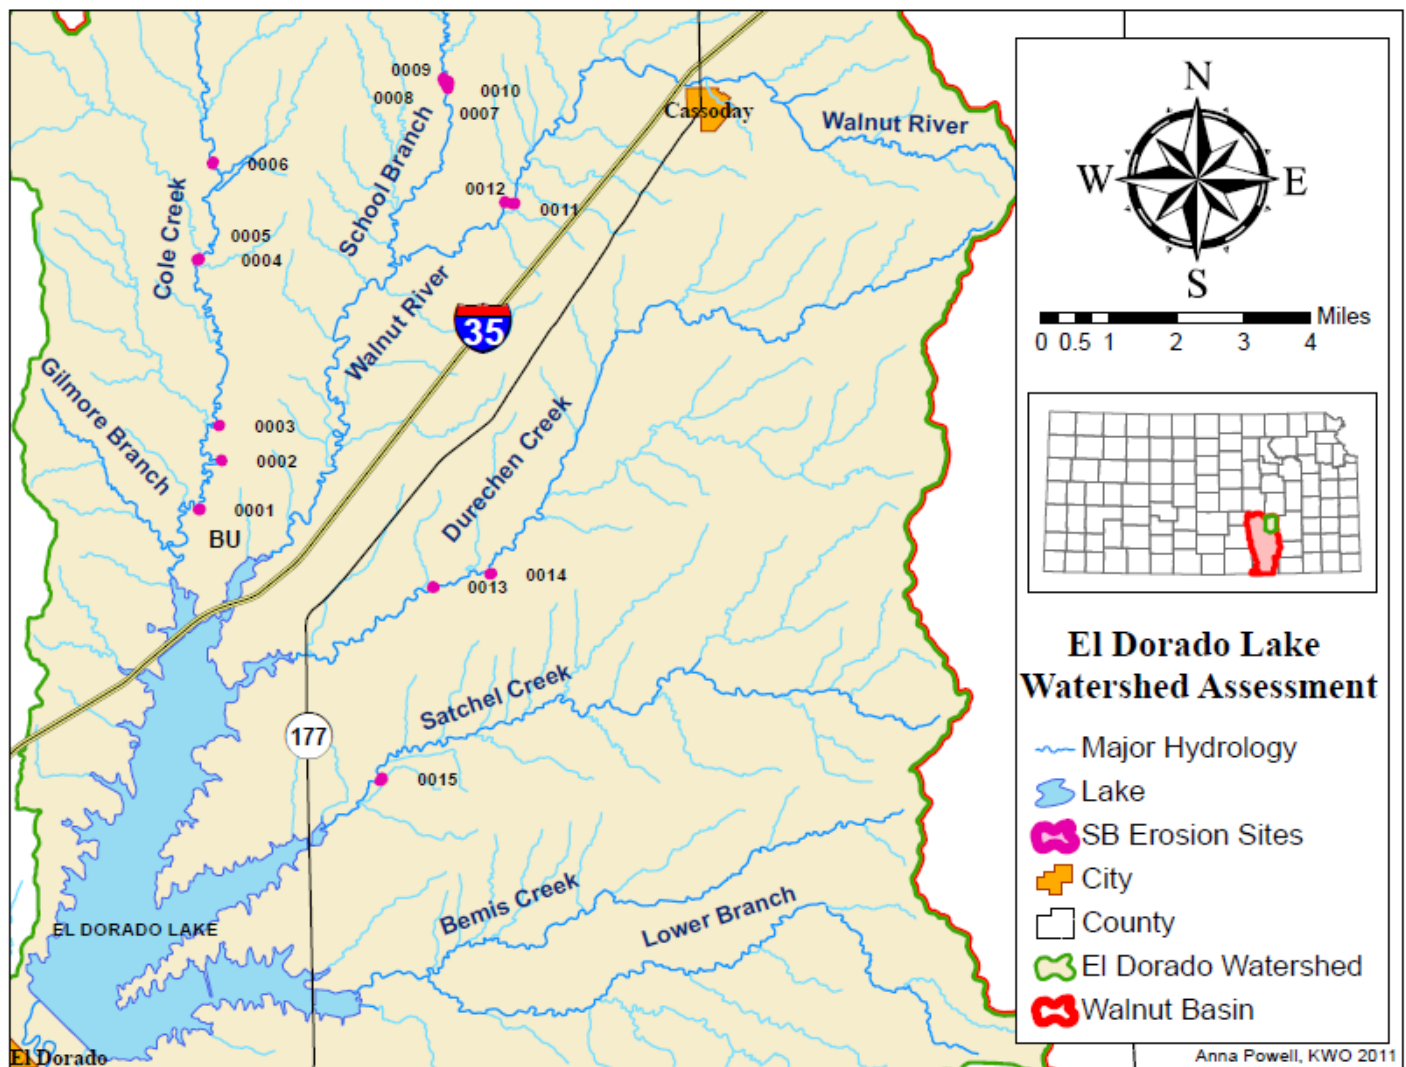 0009
0008
0010
0007
Cassoday
Walnut River
School Branch
0006
0012
0011
Cole Creek
0005
0004
Walnut River
35
Gilmore Branch
0003
0002
0001
BU
Durechen Creek
0014
0013
Satchel Creek
177
0015
Bemis Creek
Lower Branch
EL DORADO LAKE
El Dorado
N
W
E
S
Miles
0 0.5 1 2 3 4
El Dorado Lake
Watershed Assessment
Major Hydrology
Lake
SB Erosion Sites
City
County
El Dorado Watershed
Walnut Basin
Anna Powell, KWO 2011